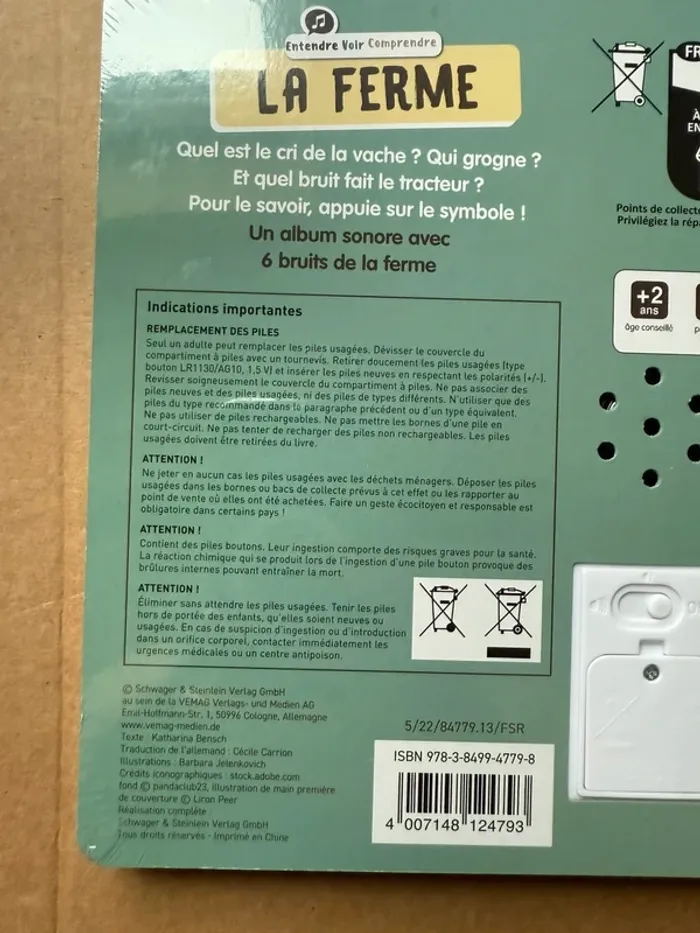 Entendre Voir Comprendre
LA FERME
Quel est le cri de la vache ? Qui grogne ?
Et quel bruit fait le tracteur ?
Pour le savoir, appuie sur le symbole !
Un album sonore avec
6 bruits de la ferme
FR
À
EN
Points de collecte
Privilégiez la rép
+2
ans
âge conseillé
Indications importantes
REMPLACEMENT DES PILES
Seul un adulte peut remplacer les piles usagées. Dévisser le couvercle du
compartiment à piles avec un tournevis. Retirer doucement les piles usagées (type
bouton LR1130/AG10, 1,5 V) et insérer les piles neuves en respectant les polarités (+/-).
Revisser soigneusement le couvercle du compartiment à piles. Ne pas associer des
piles neuves et des piles usagées, ni des piles de types différents. N'utiliser que des
piles du type recommandé dans le paragraphe précédent ou d'un type équivalent.
Ne pas utiliser de piles rechargeables. Ne pas mettre les bornes d'une pile en
court-circuit. Ne pas tenter de recharger des piles non rechargeables. Les piles
usagées doivent être retirées du livre.
ATTENTION !
Ne jeter en aucun cas les piles usagées avec les déchets ménagers. Déposer les piles
usagées dans les bornes ou bacs de collecte prévus à cet effet ou les rapporter au
point de vente où elles ont été achetées. Faire un geste écocitoyen et responsable est
obligatoire dans certains pays !
ATTENTION !
Contient des piles boutons. Leur ingestion comporte des risques graves pour la santé.
La réaction chimique qui se produit lors de l'ingestion d'une pile bouton provoque des
brûlures internes pouvant entraîner la mort.
ATTENTION !
Éliminer sans attendre les piles usagées. Tenir les piles
hors de portée des enfants, qu'elles soient neuves ou
usagées. En cas de suspicion d'ingestion ou d'introduction
dans un orifice corporel, contacter immédiatement les
urgences médicales ou un centre antipoison.
© Schwager & Steinlein Verlag GmbH
au sein de la VEMAG Verlags- und Medien AG
Emil-Hoffmann-Str. 1, 50996 Cologne, Allemagne
www.vemag-medien.de
Texte : Katharina Bensch
Traduction de l'allemand : Cécile Carrion
Illustrations : Barbara Jelenkovich
Crédits iconographiques : stock.adobe.com
fond © pandaclub23, illustration de main première
de couverture © Liron Peer
Réalisation complète :
Schwager & Steinlein Verlag GmbH
Tous droits réservés - Imprimé en Chine
5/22/84779.13/FSR
ISBN 978-3-8499-4779-8
4 007148 124793